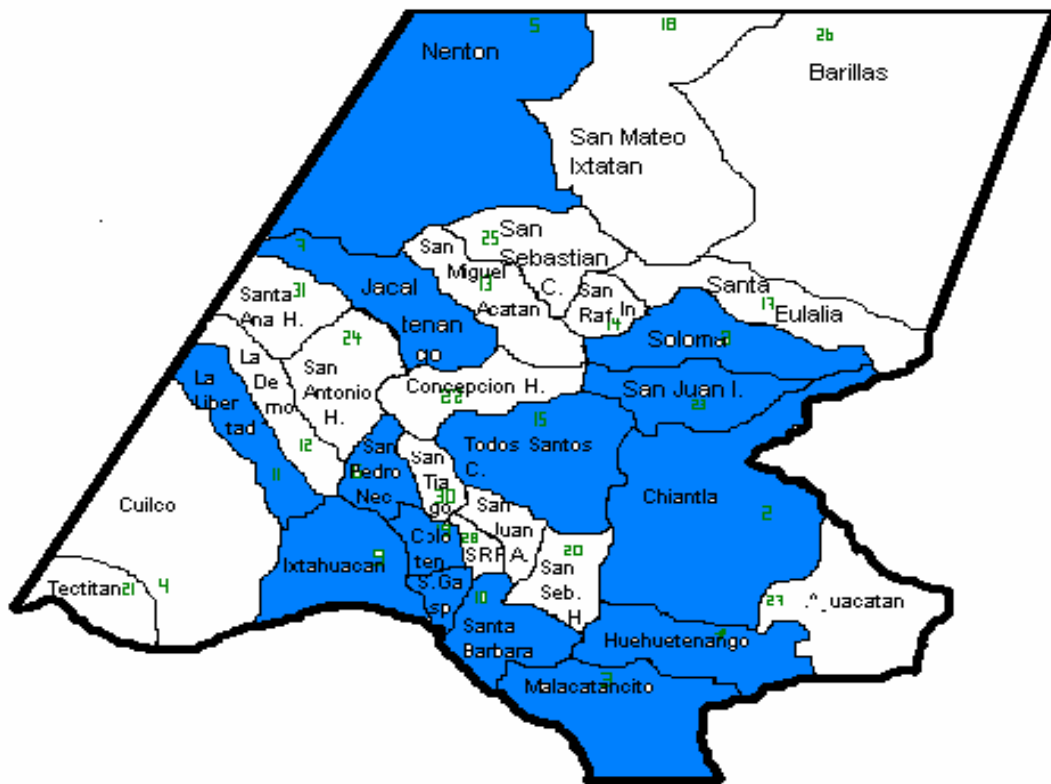 5
18
26
Nenton
Barillas
San Mateo
Ixtatan
San
Sebastian
C.
25
San
Miguel
13
Acatan
7
Jacal
tenan
go
San
Raf
In
14
Santa
17
Eulalia
31
Santa
Ana H.
24
Soloma
San
Antonio
H.
La
De
mo
12
Concepcion H.
22
San Juan I.
23
La
Liber
tad
11
15
Todos Santos
C.
San
Pedro
Nec
San
Tia
go
30
Chiantla
2
Cuilco
San
Juan
A.
Ixtahuacan
9
Colo
ten
28
20
San
Seb.
H
Tectitan
21
4
S. Ga
sp
10
Santa
Barbara
27
uacatan
Huehuetenango
Malacatancito